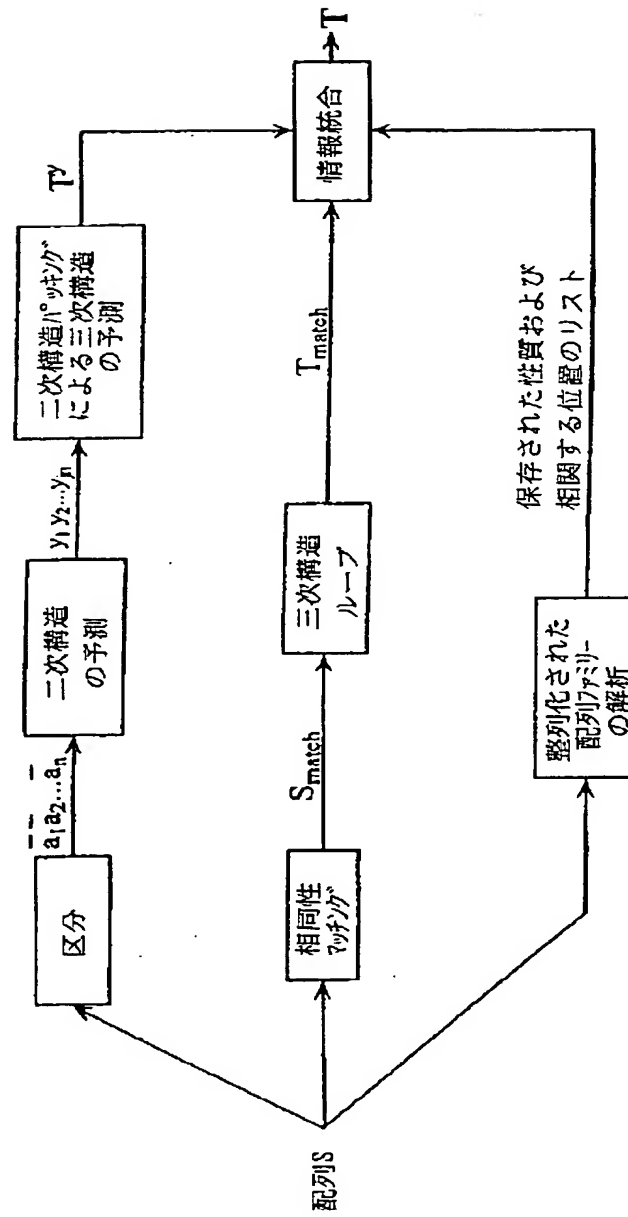 配列S
区分
a̅₁a₂...a̅ₙ
二次構造
の予測
y₁y₂...yₙ
二次構造パッキング
による三次構造
の予測
Tʸ
相同性
マッチング
Smatch
三次構造
ループ
Tmatch
情報統合
T
整列化された
配列ファミリー
の解析
保存された性質および
相関する位置のリスト